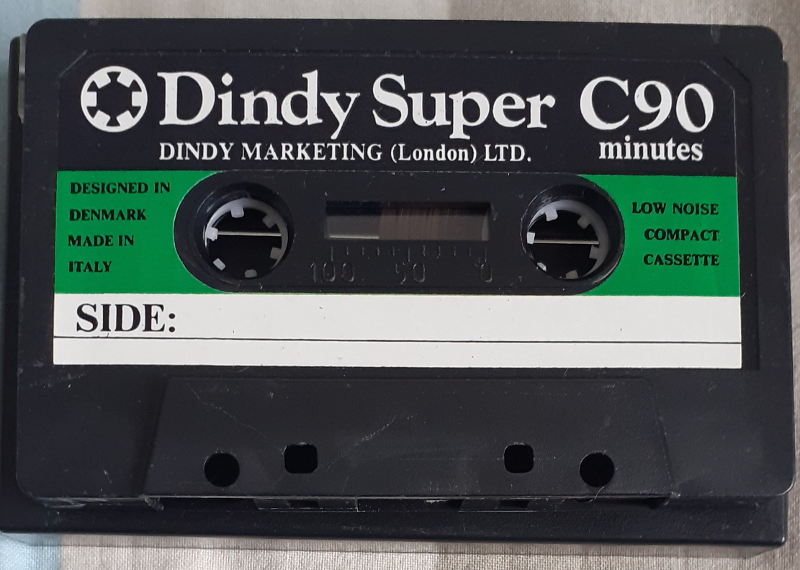 Dindy Super C90
DINDY MARKETING (London) LTD. minutes
DESIGNED IN
DENMARK
MADE IN
ITALY
LOW NOISE
COMPACT
CASSETTE
100 50 0
SIDE: